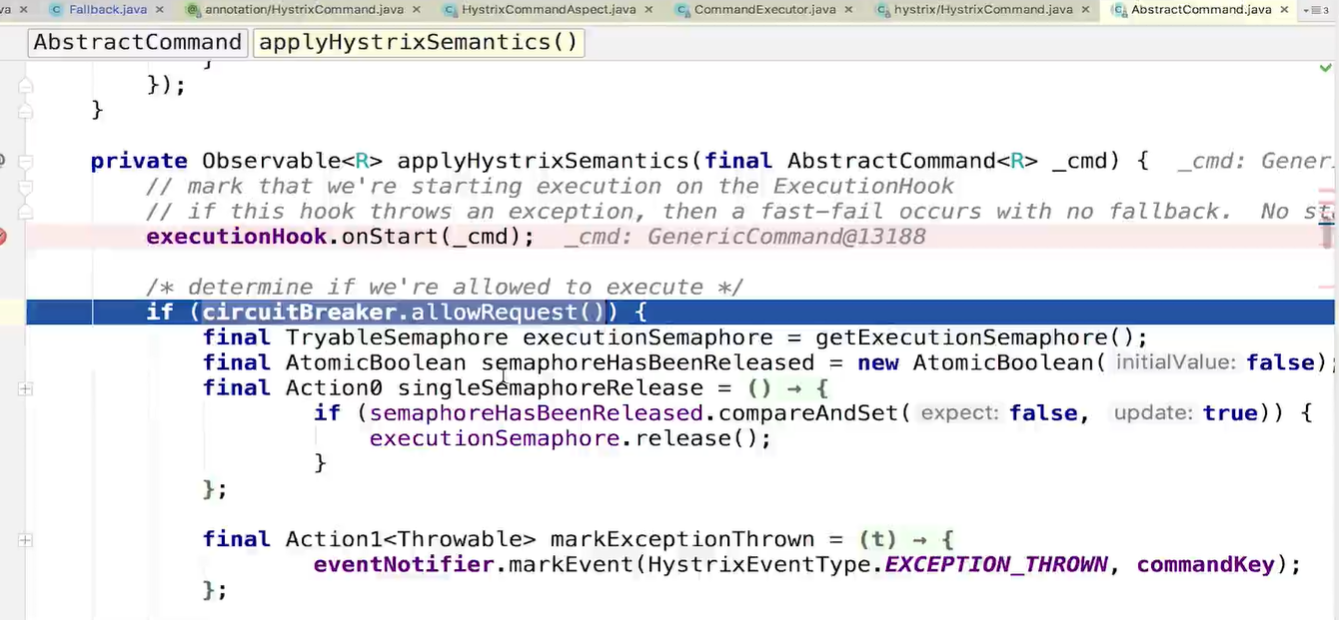 va × Fallback.java × annotation/HystrixCommand.java × HystrixCommandAspect.java × CommandExecutor.java × hystrix/HystrixCommand.java × AbstractCommand.java × 3
AbstractCommand applyHystrixSemantics()
}
});
}
private Observable<R> applyHystrixSemantics(final AbstractCommand<R> _cmd) { _cmd: Gener
// mark that we're starting execution on the ExecutionHook
// if this hook throws an exception, then a fast-fail occurs with no fallback. No st
executionHook.onStart(_cmd); _cmd: GenericCommand@13188
/* determine if we're allowed to execute */
if (circuitBreaker.allowRequest()) {
final TryableSemaphore executionSemaphore = getExecutionSemaphore();
final AtomicBoolean semaphoreHasBeenReleased = new AtomicBoolean( initialValue: false)
final Action0 singleSemaphoreRelease = () → {
if (semaphoreHasBeenReleased.compareAndSet( expect: false, update: true)) {
executionSemaphore.release();
}
};
final Action1<Throwable> markExceptionThrown = (t) → {
eventNotifier.markEvent(HystrixEventType.EXCEPTION_THROWN, commandKey);
};